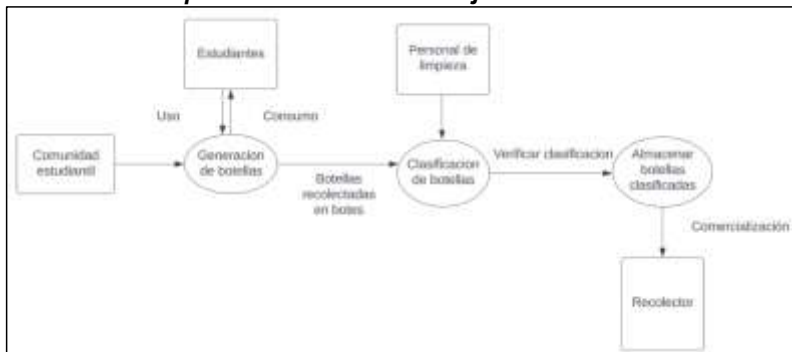 Estudiantes
Personal de
limpieza
Uso
Consumo
Comunidad
estudiantil
Generacion
de botellas
Botellas
recolectadas
en botes
Clasificacion
de botellas
Verificar clasificacion
Almacenar
botellas
clasificadas
Comercialización
Recolector